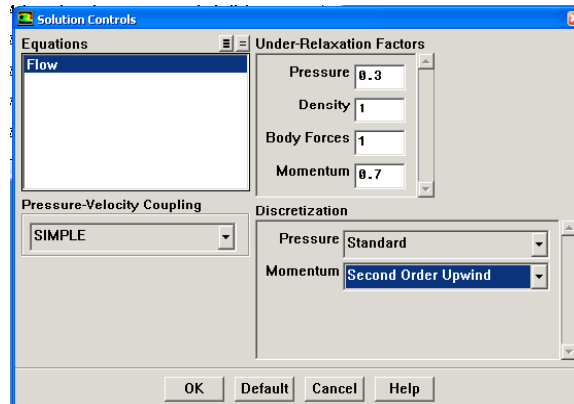 Solution Controls
Equations
Under-Relaxation Factors
Flow
Pressure 0.3
Density 1
Body Forces 1
Momentum 0.7
Pressure-Velocity Coupling
SIMPLE
Discretization
Pressure Standard
Momentum Second Order Upwind
OK Default Cancel Help